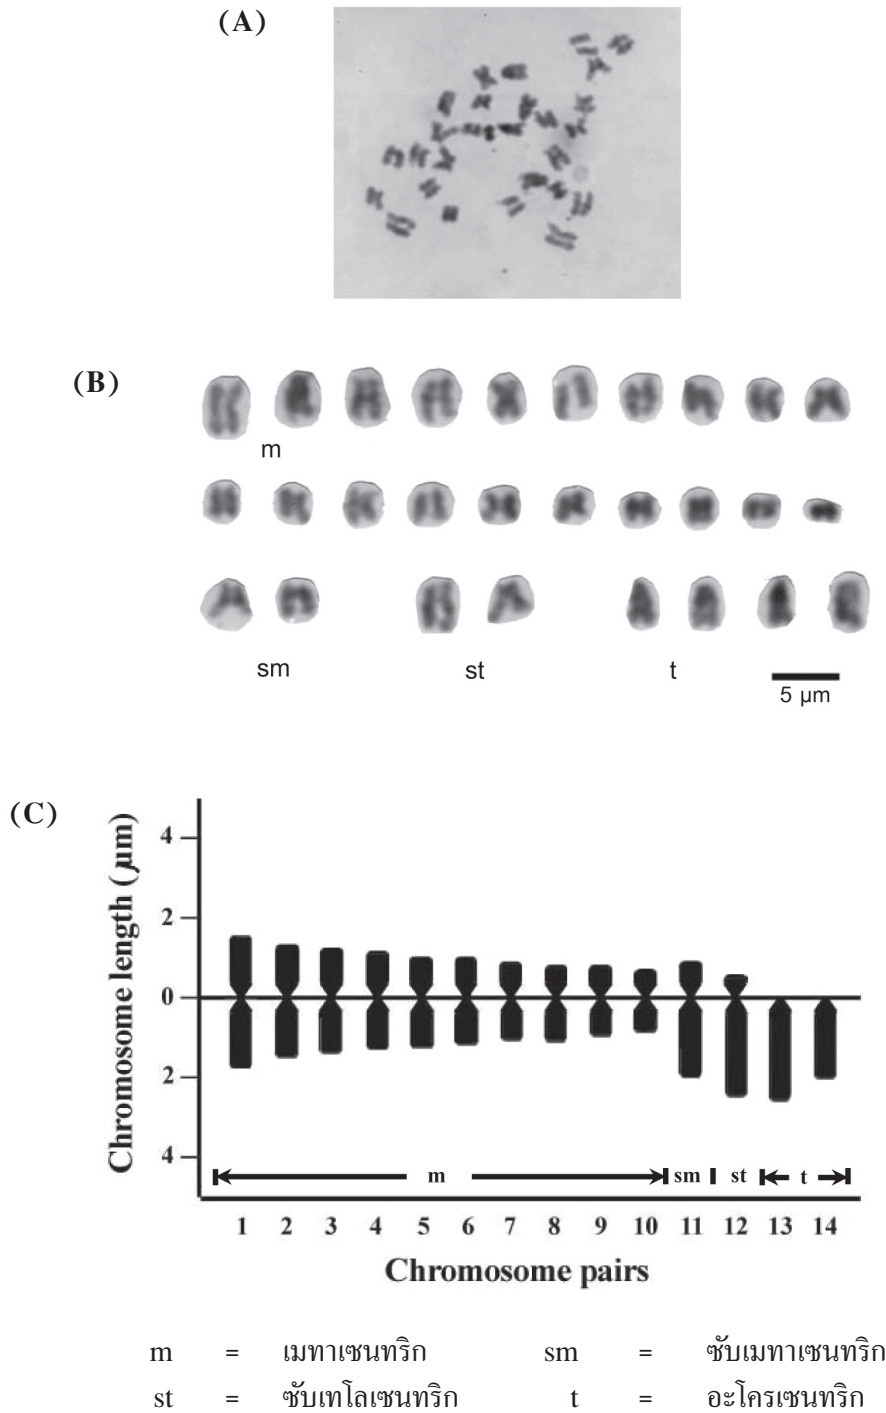 (A)
(B)
m
sm st t
5 µm
(C)
Chromosome length (µm)
4
2
0
2
4
m sm st t
1 2 3 4 5 6 7 8 9 10 11 12 13 14
Chromosome pairs
m = เมทาเซนทริก sm = ซับเมทาเซนทริก
st = ซับเทโลเซนทริก t = อะโครเซนทริก